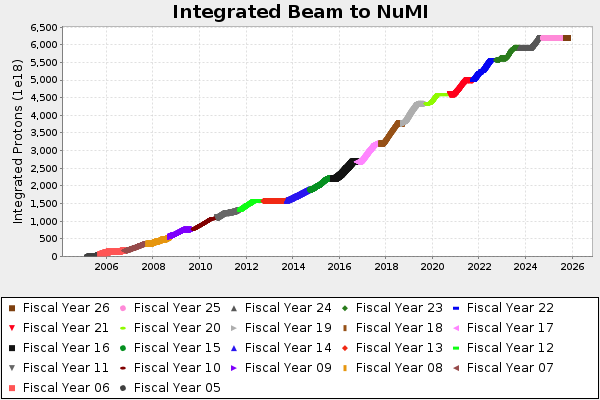 Integrated Beam to NuMI
Integrated Protons (1e18)
6,500
6,000
5,500
5,000
4,500
4,000
3,500
3,000
2,500
2,000
1,500
1,000
500
0
2006 2008 2010 2012 2014 2016 2018 2020 2022 2024 2026
Fiscal Year 26 Fiscal Year 25 Fiscal Year 24 Fiscal Year 23 Fiscal Year 22
Fiscal Year 21 Fiscal Year 20 Fiscal Year 19 Fiscal Year 18 Fiscal Year 17
Fiscal Year 16 Fiscal Year 15 Fiscal Year 14 Fiscal Year 13 Fiscal Year 12
Fiscal Year 11 Fiscal Year 10 Fiscal Year 09 Fiscal Year 08 Fiscal Year 07
Fiscal Year 06 Fiscal Year 05